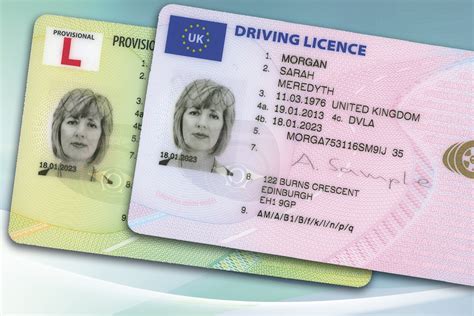 PROVISIONAL
L
PROVISION
18.01.2023
UK
DRIVING LICENCE
1. MORGAN
2. SARAH
MEREDYTH
3. 11.03.1976 UNITED KINGDOM
4a. 19.01.2013 4c. DVLA
4b. 18.01.2023
5. MORGA753116SM9IJ 35
7. A. Sample
18.01.2023
8. 122 BURNS CRESCENT
EDINBURGH
EH1 9GP
9. AM/A/B1/B/f/k/l/n/p/q